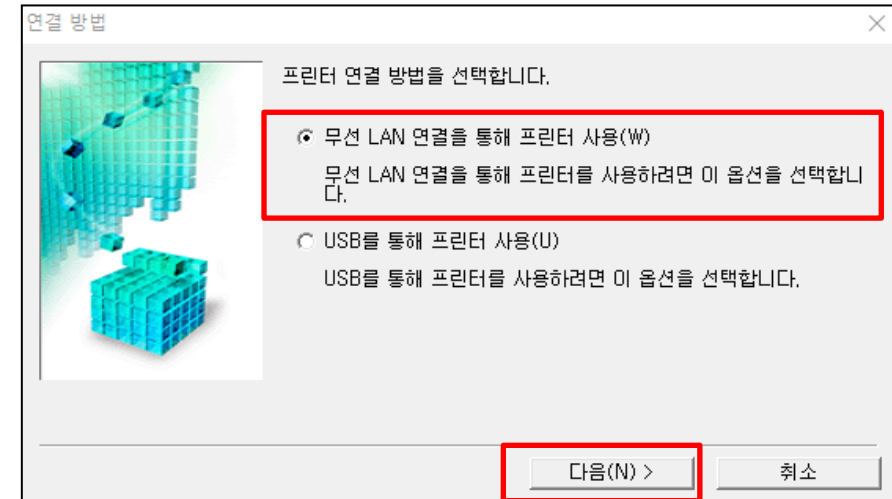 연결 방법
프린터 연결 방법을 선택합니다.
무선 LAN 연결을 통해 프린터 사용(W)
무선 LAN 연결을 통해 프린터를 사용하려면 이 옵션을 선택합니
다.
USB를 통해 프린터 사용(U)
USB를 통해 프린터를 사용하려면 이 옵션을 선택합니다.
다음(N) > 취소